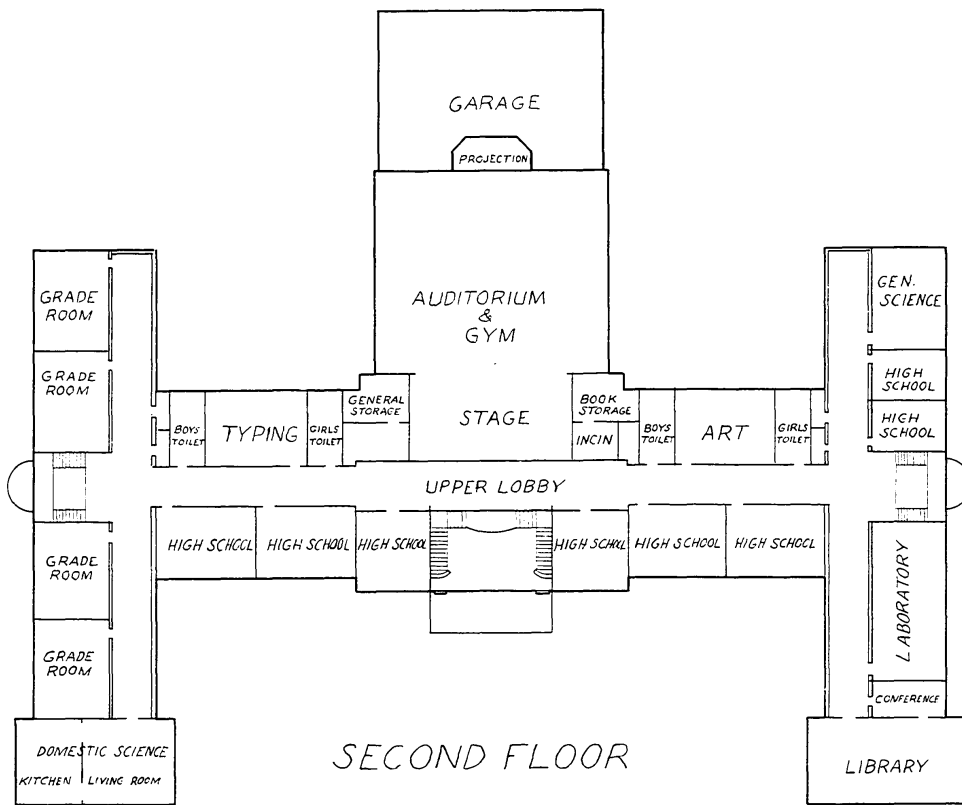 GARAGE
PROJECTION
AUDITORIUM
&
GYM
GRADE
ROOM
GEN.
SCIENCE
GRADE
ROOM
HIGH
SCHOOL
HIGH
SCHOOL
GENERAL
STORAGE
STAGE
BOOK
STORAGE
BOYS
TOILET
TYPING
GIRLS
TOILET
INCIN
BOYS
TOILET
ART
GIRLS
TOILET
UPPER LOBBY
HIGH SCHOOL
HIGH SCHOOL
HIGH SCHOOL
HIGH SCHOOL
HIGH SCHOOL
HIGH SCHOOL
GRADE
ROOM
LABORATORY
GRADE
ROOM
CONFERENCE
DOMESTIC SCIENCE
KITCHEN
LIVING ROOM
SECOND FLOOR
LIBRARY